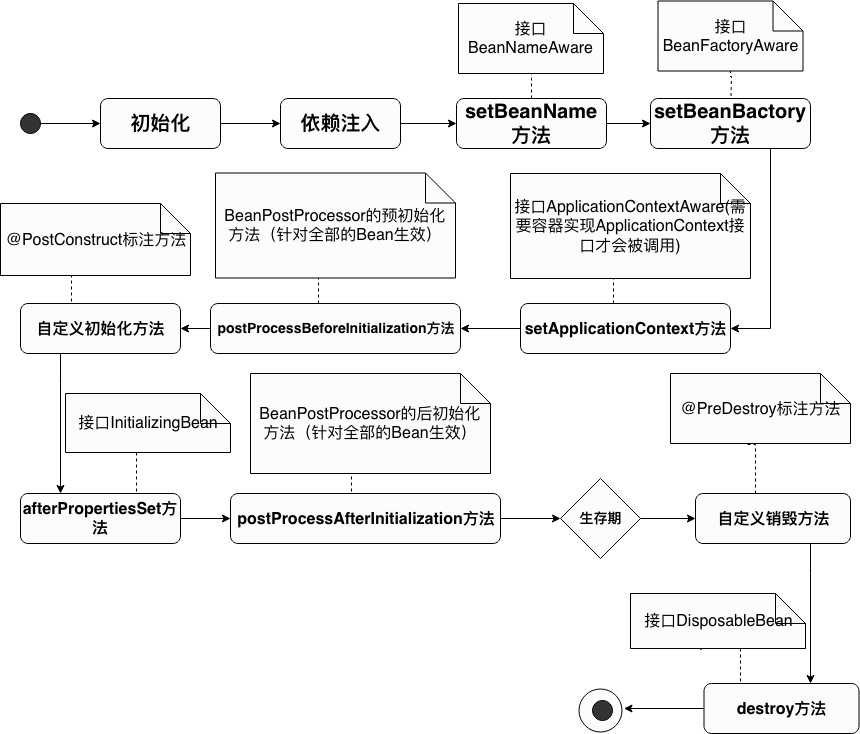 接口
BeanNameAware
接口
BeanFactoryAware
初始化
依赖注入
setBeanName
方法
setBeanBactory
方法
@PostConstruct标注方法
BeanPostProcessor的预初始化
方法（针对全部的Bean生效）
接口ApplicationContextAware(需
要容器实现ApplicationContext接
口才会被调用)
自定义初始化方法
postProcessBeforeInitialization方法
setApplicationContext方法
接口InitializingBean
BeanPostProcessor的后初始化
方法（针对全部的Bean生效）
@PreDestroy标注方法
afterPropertiesSet方
法
postProcessAfterInitialization方法
生存期
自定义销毁方法
接口DisposableBean
destroy方法